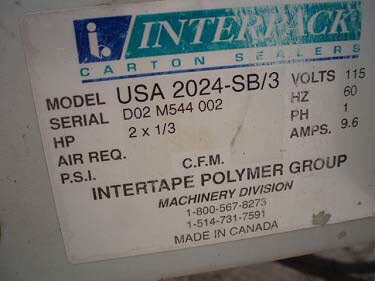 i. INTERPACK
CARTON SEALERS
MODEL USA 2024-SB/3 VOLTS 115
SERIAL D02 M544 002 HZ 60
HP 2 x 1/3 PH 1
AIR REQ. AMPS. 9.6
P.S.I. C.F.M.
INTERTAPE POLYMER GROUP
MACHINERY DIVISION
1-800-567-8273
1-514-731-7591
MADE IN CANADA